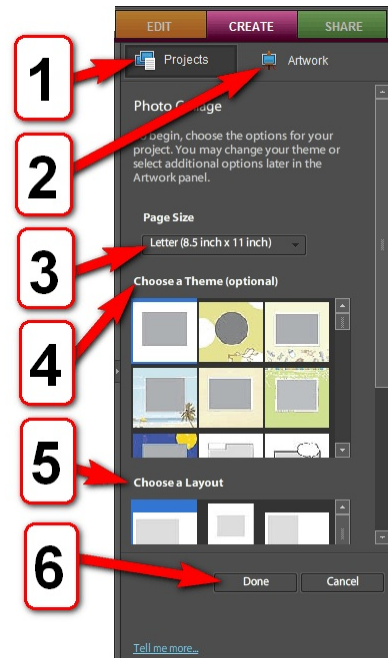 EDIT CREATE SHARE
1 Projects Artwork
Photo
2 begin, choose the options for your
project. You may change your theme or
select additional options later in the
Artwork panel.
Page Size
3 Letter (8.5 inch x 11 inch)
4 Choose a Theme (optional)
5 Choose a Layout
6 Done Cancel
Tell me more...